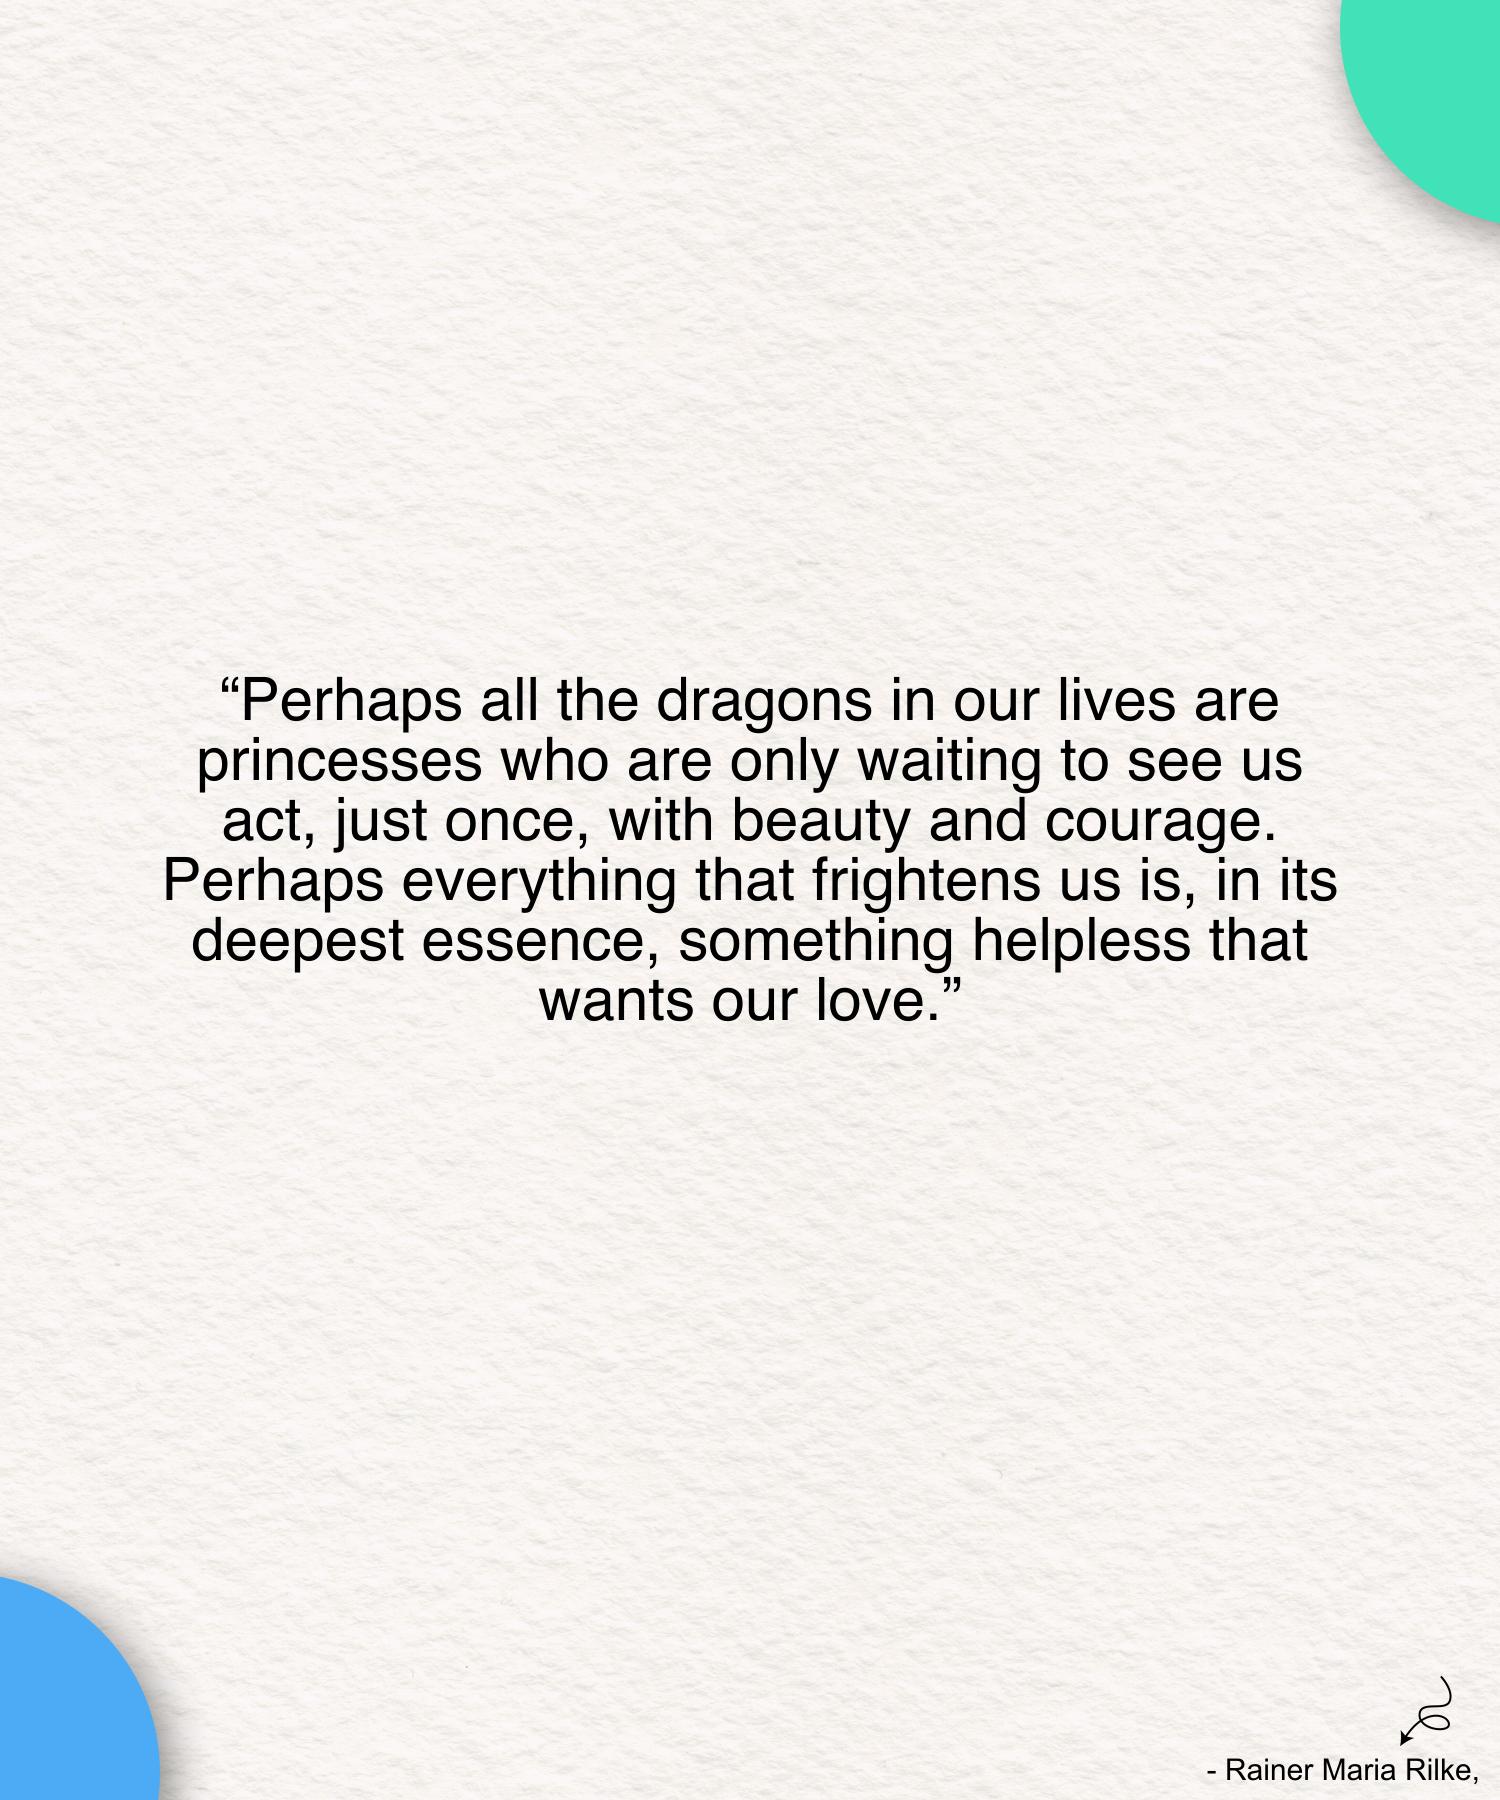 “Perhaps all the dragons in our lives are
princesses who are only waiting to see us
act, just once, with beauty and courage.
Perhaps everything that frightens us is, in its
deepest essence, something helpless that
wants our love.”
- Rainer Maria Rilke,